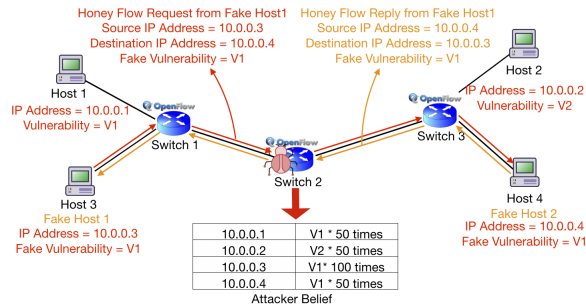 Honey Flow Request from Fake Host1
Source IP Address = 10.0.0.3
Destination IP Address = 10.0.0.4
Fake Vulnerability = V1
Honey Flow Reply from Fake Host1
Source IP Address = 10.0.0.4
Destination IP Address = 10.0.0.3
Fake Vulnerability = V1
Host 1
IP Address = 10.0.0.1
Vulnerability = V1
OpenFlow
Switch 1
OpenFlow
Switch 2
OpenFlow
Switch 3
Host 2
IP Address = 10.0.0.2
Vulnerability = V2
Host 3
Fake Host 1
IP Address = 10.0.0.3
Fake Vulnerability = V1
Host 4
Fake Host 2
IP Address = 10.0.0.4
Fake Vulnerability = V1
10.0.0.1 V1 * 50 times
10.0.0.2 V2 * 50 times
10.0.0.3 V1* 100 times
10.0.0.4 V1 * 50 times
Attacker Belief